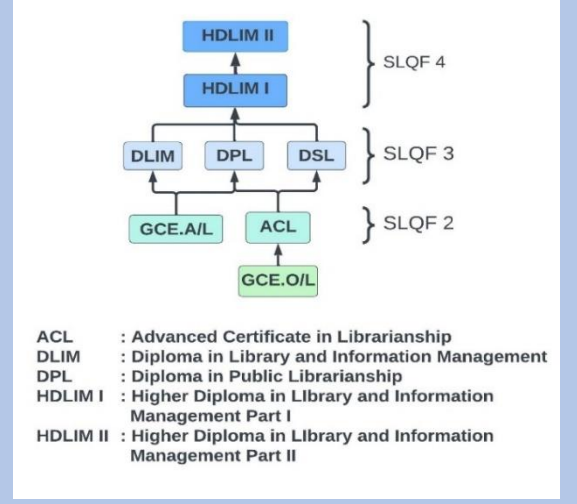 HDLIM II
SLQF 4
HDLIM I
DLIM DPL DSL SLQF 3
GCE.A/L ACL SLQF 2
GCE.O/L
ACL : Advanced Certificate in Librarianship
DLIM : Diploma in Library and Information Management
DPL : Diploma in Public Librarianship
HDLIM I : Higher Diploma in LIbrary and Information
Management Part I
HDLIM II : Higher Diploma in LIbrary and Information
Management Part II